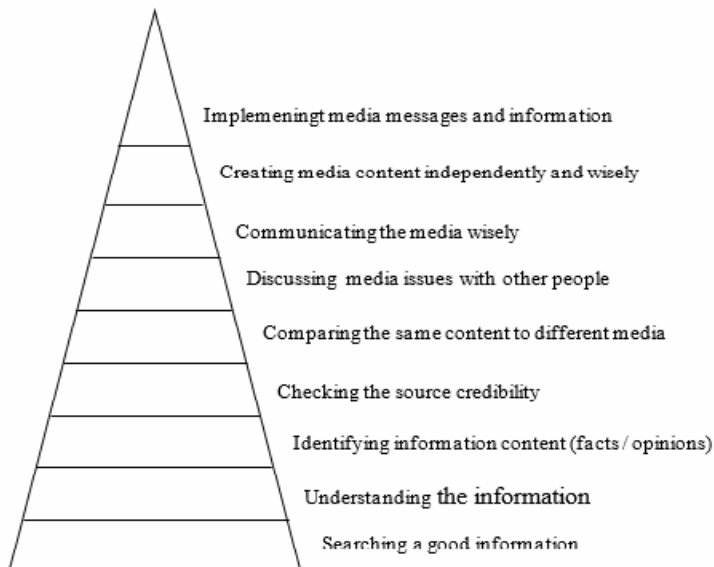 Implemeningt media messages and information
Creating media content independently and wisely
Communicating the media wisely
Discussing media issues with other people
Comparing the same content to different media
Checking the source credibility
Identifying information content (facts / opinions)
Understanding the information
Searching a good information